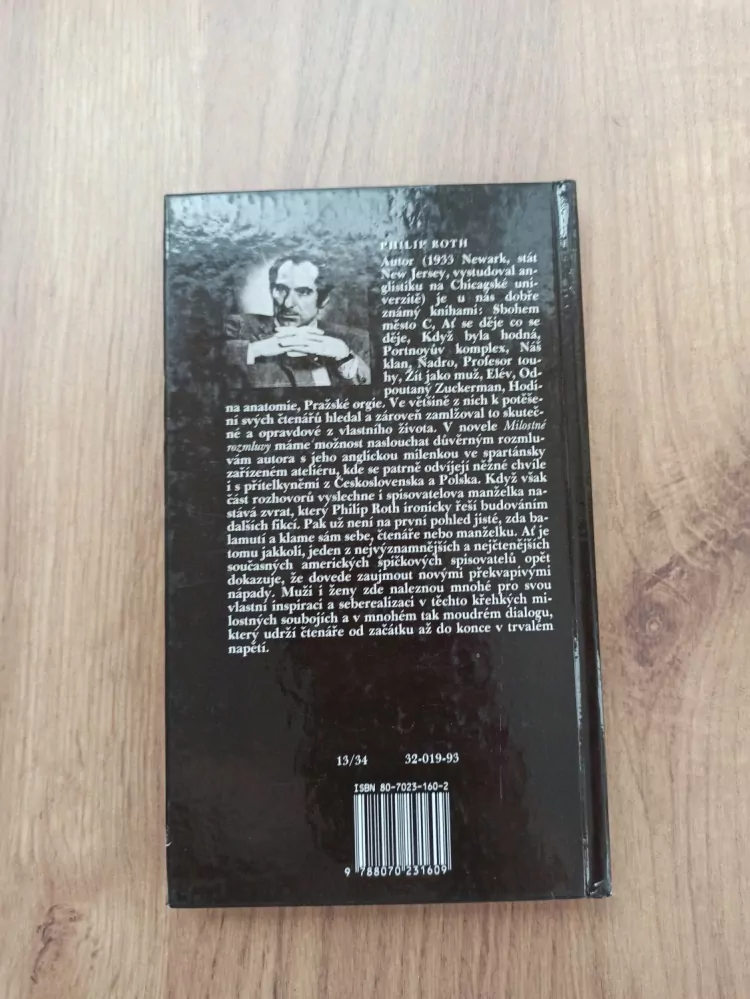 PHILIP ROTH
Autor (1933 Newark, stát
New Jersey, vystudoval an-
glistiku na Chicagské uni-
verzitě) je u nás dobře
známý knihami: Sbohem
město C, Ať se děje co se
děje, Když byla hodná,
Portnoyův komplex, Náš
klan, Ňadro, Profesor tou-
hy, Žít jako muž, Elév, Od-
poutaný Zuckerman, Hodi-
na anatomie, Pražské orgie. Ve většině z nich k potěše-
ní svých čtenářů hledal a zároveň zamlžoval to skuteč-
né a opravdové z vlastního života. V novele Milostné
rozmluvy máme možnost naslouchat důvěrným rozmlu-
vám autora s jeho anglickou milenkou ve spartánsky
zařízeném ateliéru, kde se patrně odvíjejí něžné chvíle
i s přítelkyněmi z Československa a Polska. Když však
část rozhovorů vyslechne i spisovatelova manželka na-
stává zvrat, který Philip Roth ironicky řeší budováním
dalších fikcí. Pak už není na první pohled jisté, zda ba-
lamutí a klame sám sebe, čtenáře nebo manželku. Ať je
tomu jakkoli, jeden z nejvýznamnějších a nejčtenějších
současných amerických špičkových spisovatelů opět
dokazuje, že dovede zaujmout novými překvapivými
nápady. Muži i ženy zde naleznou mnohé pro svou
vlastní inspiraci a seberealizaci v těchto křehkých mi-
lostných soubojích a v mnohém tak moudrém dialogu,
který udrží čtenáře od začátku až do konce v trvalém
napětí.
13/34 32-019-93
ISBN 80-7023-160-2
9 788070 231609